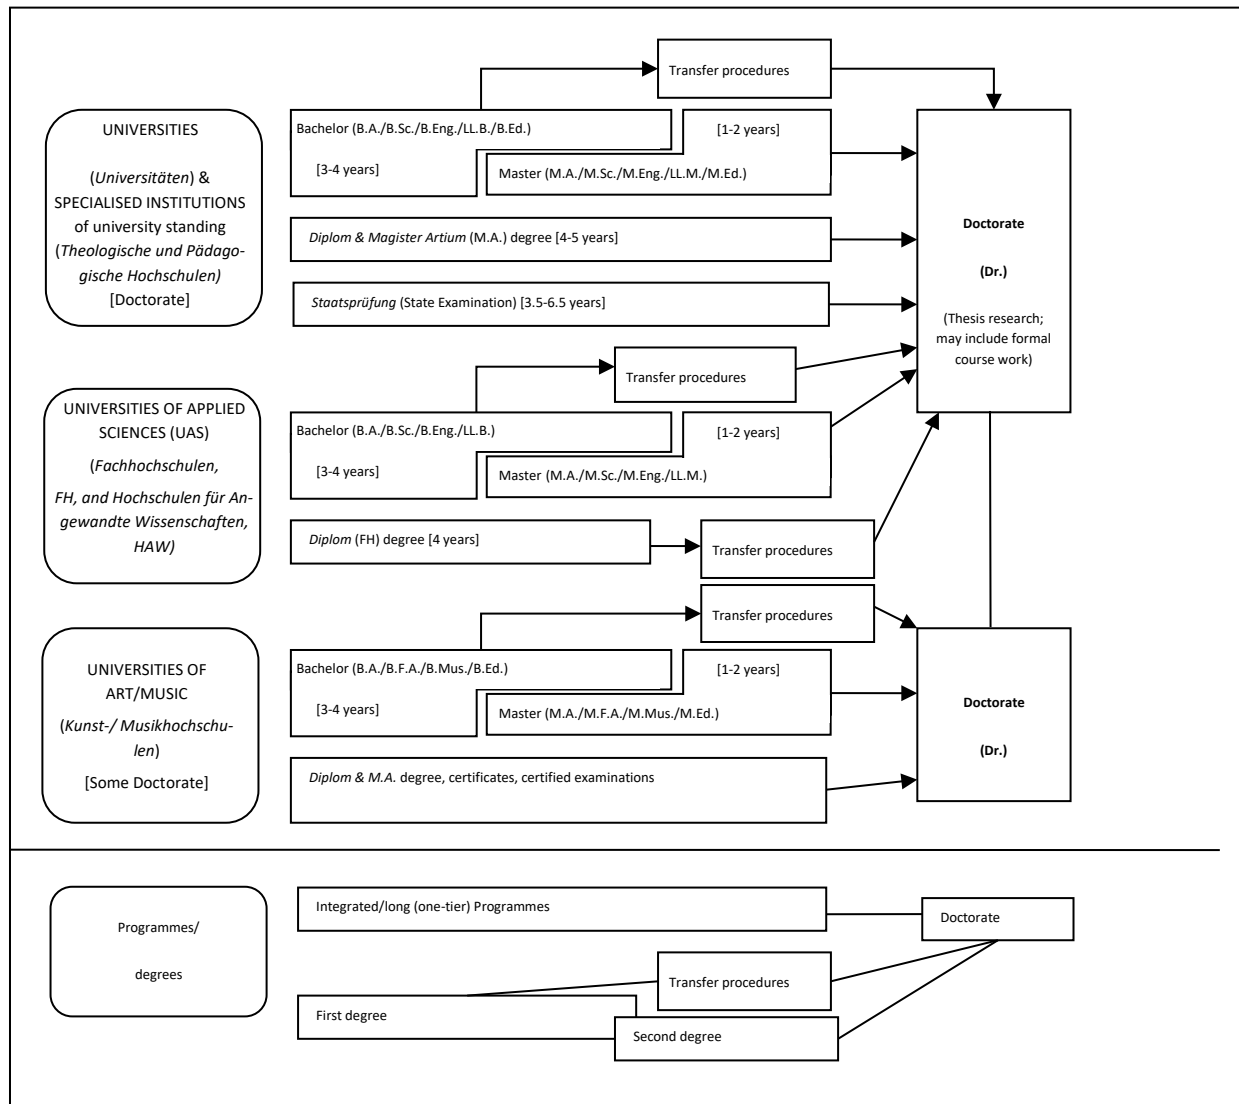 Transfer procedures
UNIVERSITIES
(Universitäten) &
SPECIALISED INSTITUTIONS
of university standing
(Theologische und Pädago-
gische Hochschulen)
[Doctorate]
Bachelor (B.A./B.Sc./B.Eng./LL.B./B.Ed.)
[3-4 years]
[1-2 years]
Master (M.A./M.Sc./M.Eng./LL.M./M.Ed.)
Diplom & Magister Artium (M.A.) degree [4-5 years]
Staatsprüfung (State Examination) [3.5-6.5 years]
Doctorate
(Dr.)
(Thesis research;
may include formal
course work)
Transfer procedures
UNIVERSITIES OF APPLIED
SCIENCES (UAS)
(Fachhochschulen,
FH, and Hochschulen für An-
gewandte Wissenschaften,
HAW)
Bachelor (B.A./B.Sc./B.Eng./LL.B.)
[3-4 years]
[1-2 years]
Master (M.A./M.Sc./M.Eng./LL.M.)
Diplom (FH) degree [4 years]
Transfer procedures
Transfer procedures
UNIVERSITIES OF
ART/MUSIC
(Kunst-/ Musikhochschu-
len)
[Some Doctorate]
Bachelor (B.A./B.F.A./B.Mus./B.Ed.)
[3-4 years]
[1-2 years]
Master (M.A./M.F.A./M.Mus./M.Ed.)
Diplom & M.A. degree, certificates, certified examinations
Doctorate
(Dr.)
Programmes/
degrees
Integrated/long (one-tier) Programmes
Doctorate
Transfer procedures
First degree
Second degree